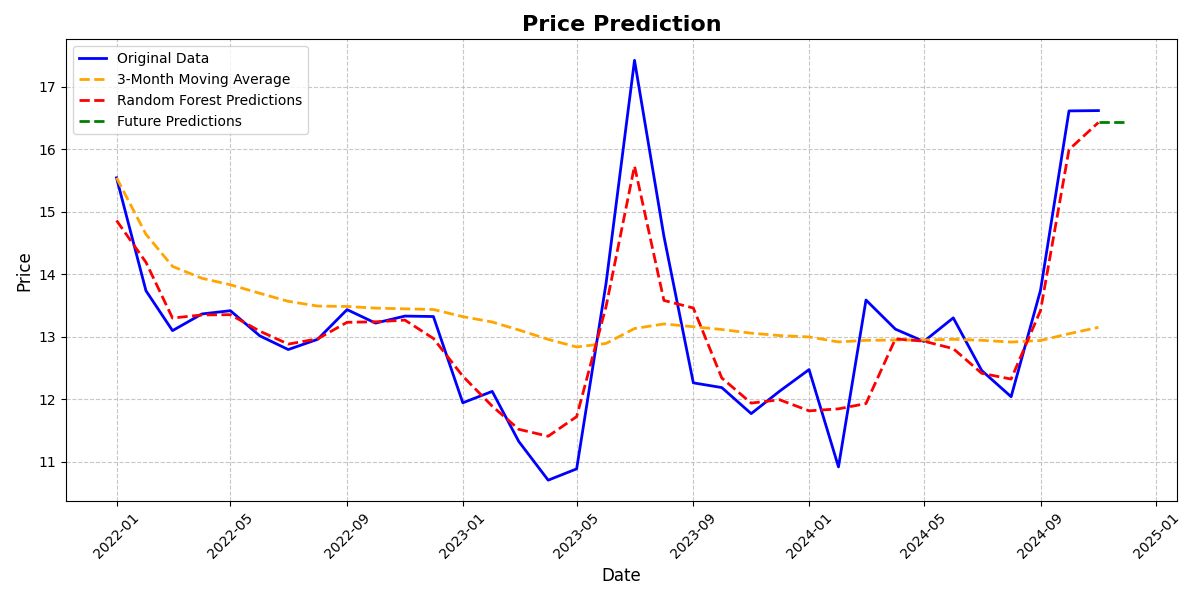 Price Prediction
Original Data
3-Month Moving Average
Random Forest Predictions
Future Predictions
Price
17
16
15
14
13
12
11
2022-01
2022-05
2022-09
2023-01
2023-05
2023-09
2024-01
2024-05
2024-09
2025-01
Date